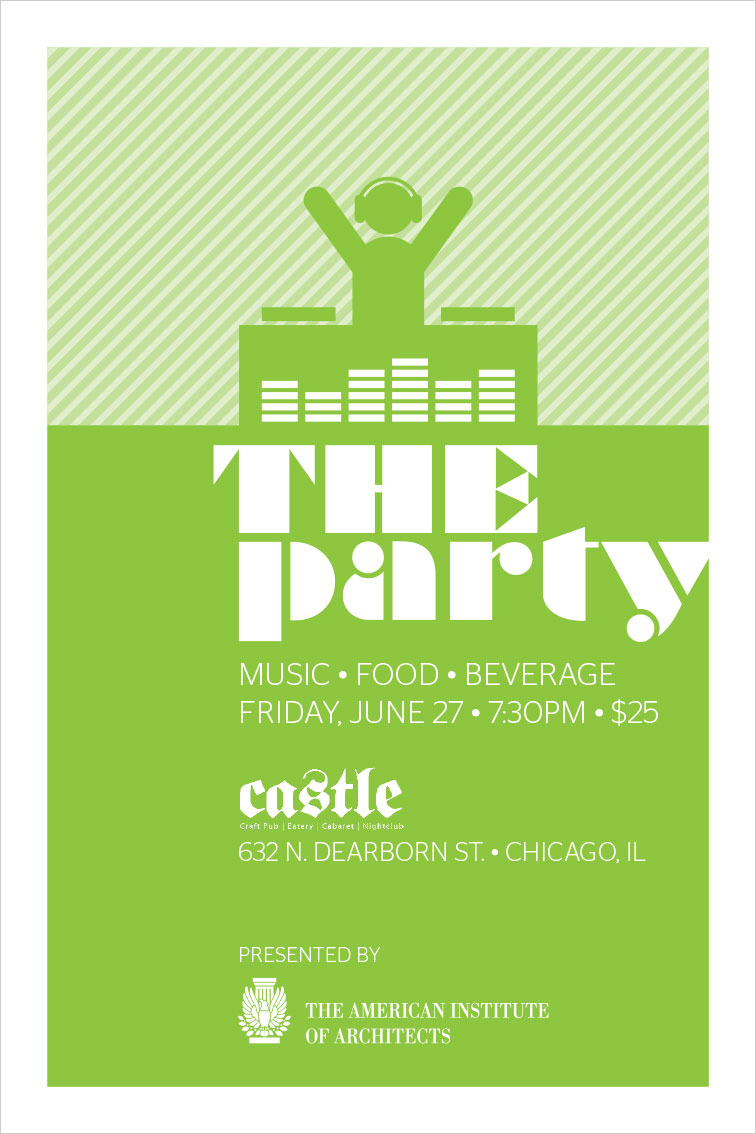 THE
party
MUSIC • FOOD • BEVERAGE
FRIDAY, JUNE 27 • 7:30PM • $25
castle
Craft Pub | Eatery | Cabaret | Nightclub
632 N. DEARBORN ST. • CHICAGO, IL
PRESENTED BY
THE AMERICAN INSTITUTE
OF ARCHITECTS